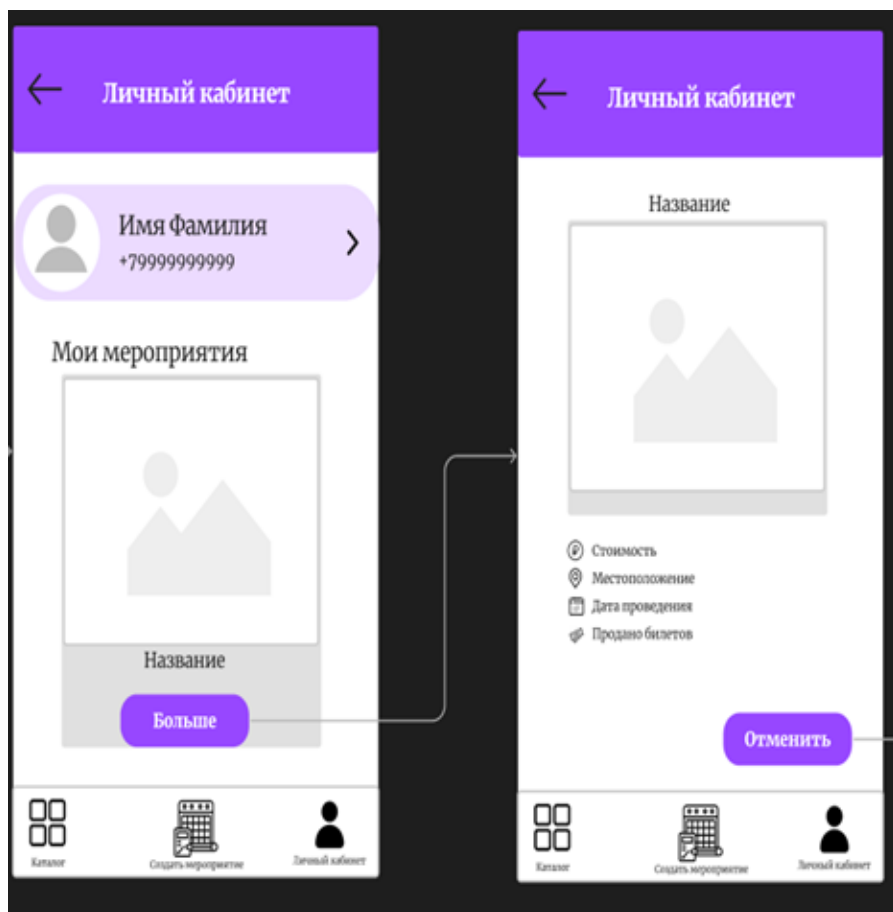 Личный кабинет
Имя Фамилия
+79999999999
Мои мероприятия
Название
Больше
Каталог
Создать мероприятие
Личный кабинет
Личный кабинет
Название
Стоимость
Местоположение
Дата проведения
Продано билетов
Отменить
Каталог
Создать мероприятие
Личный кабинет